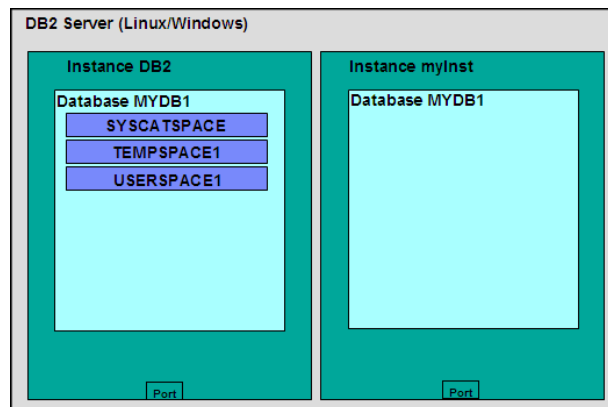 DB2 Server (Linux/Windows)
Instance DB2
Database MYDB1
SYSCATSPACE
TEMPSPACE1
USERSPACE1
Port
Instance myInst
Database MYDB1
Port